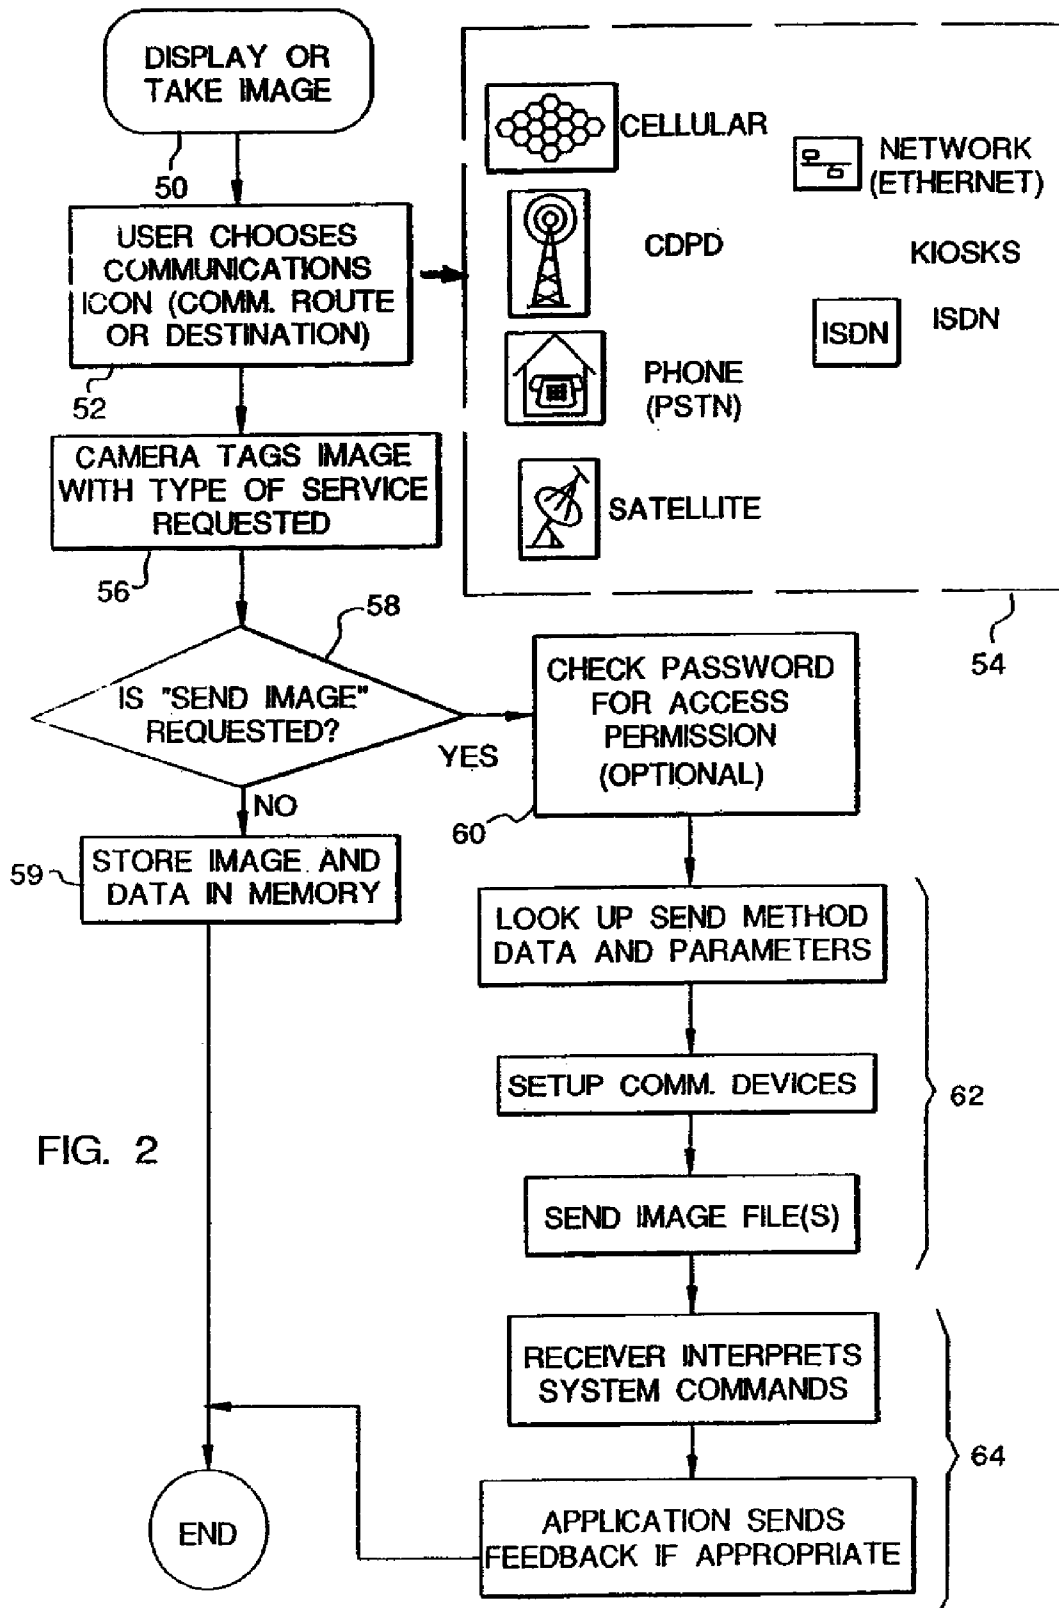 DISPLAY OR
TAKE IMAGE
50
USER CHOOSES
COMMUNICATIONS
ICON (COMM. ROUTE
OR DESTINATION)
52
CELLULAR
CDPD
PHONE
(PSTN)
SATELLITE
NETWORK
(ETHERNET)
KIOSKS
ISDN
ISDN
54
CAMERA TAGS IMAGE
WITH TYPE OF SERVICE
REQUESTED
56
58
IS "SEND IMAGE"
REQUESTED?
YES
NO
CHECK PASSWORD
FOR ACCESS
PERMISSION
(OPTIONAL)
60
59
STORE IMAGE AND
DATA IN MEMORY
LOOK UP SEND METHOD
DATA AND PARAMETERS
SETUP COMM. DEVICES
62
SEND IMAGE FILE(S)
FIG. 2
RECEIVER INTERPRETS
SYSTEM COMMANDS
64
APPLICATION SENDS
FEEDBACK IF APPROPRIATE
END